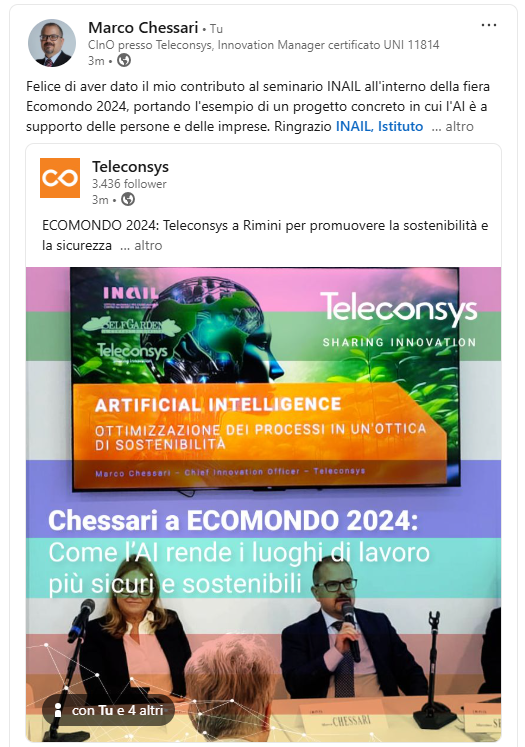 Marco Chessari • Tu
CInO presso Teleconsys, Innovation Manager certificato UNI 11814
3m •
Felice di aver dato il mio contributo al seminario INAIL all'interno della fiera
Ecomondo 2024, portando l'esempio di un progetto concreto in cui l'AI è a
supporto delle persone e delle imprese. Ringrazio INAIL, Istituto … altro
Teleconsys
3.436 follower
3m •
ECOMONDO 2024: Teleconsys a Rimini per promuovere la sostenibilità e
la sicurezza … altro
INAIL
SELF GARDEN
Teleconsys
Teleconsys
SHARING INNOVATION
ARTIFICIAL INTELLIGENCE
OTTIMIZZAZIONE DEI PROCESSI IN UN'OTTICA
DI SOSTENIBILITÀ
Marco Chessari – Chief Innovation Officer – Teleconsys
Chessari a ECOMONDO 2024:
Come l'AI rende i luoghi di lavoro
più sicuri e sostenibili
CHESSARI
con Tu e 4 altri